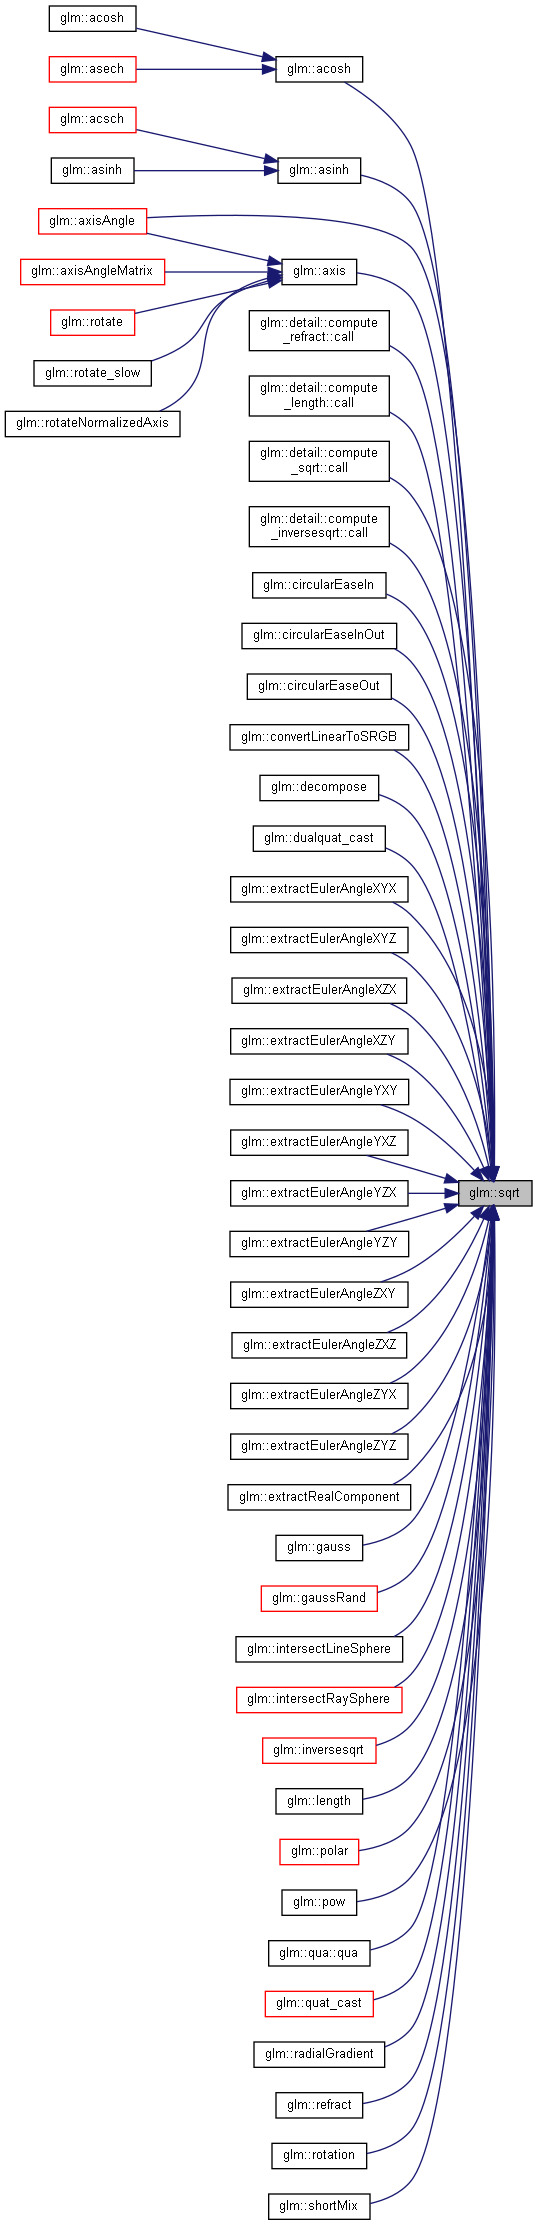 glm::acosh
glm::asech
glm::acosh
glm::acsch
glm::asinh
glm::asinh
glm::axisAngle
glm::axisAngleMatrix
glm::axis
glm::rotate
glm::detail::compute
_refract::call
glm::rotate_slow
glm::detail::compute
_length::call
glm::rotateNormalizedAxis
glm::detail::compute
_sqrt::call
glm::detail::compute
_inversesqrt::call
glm::circularEaseIn
glm::circularEaseInOut
glm::circularEaseOut
glm::convertLinearToSRGB
glm::decompose
glm::dualquat_cast
glm::extractEulerAngleXYX
glm::extractEulerAngleXYZ
glm::extractEulerAngleXZX
glm::extractEulerAngleXZY
glm::extractEulerAngleYXY
glm::extractEulerAngleYXZ
glm::extractEulerAngleYZX
glm::sqrt
glm::extractEulerAngleYZY
glm::extractEulerAngleZXY
glm::extractEulerAngleZXZ
glm::extractEulerAngleZYX
glm::extractEulerAngleZYZ
glm::extractRealComponent
glm::gauss
glm::gaussRand
glm::intersectLineSphere
glm::intersectRaySphere
glm::inversesqrt
glm::length
glm::polar
glm::pow
glm::qua::qua
glm::quat_cast
glm::radialGradient
glm::refract
glm::rotation
glm::shortMix